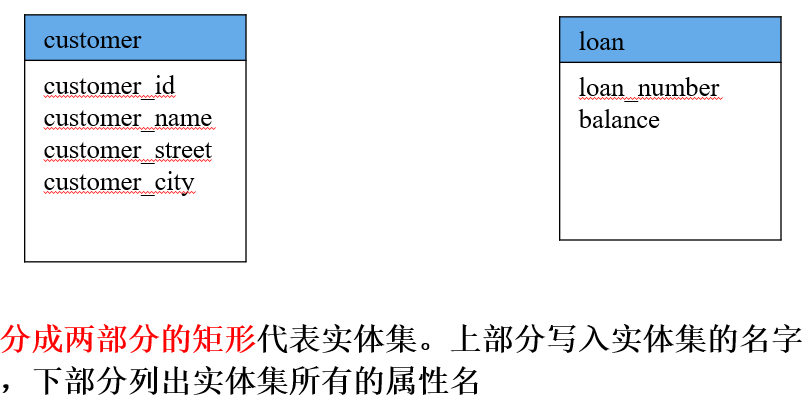 customer
customer_id
customer_name
customer_street
customer_city
loan
loan_number
balance
分成两部分的矩形代表实体集。上部分写入实体集的名字
，下部分列出实体集所有的属性名